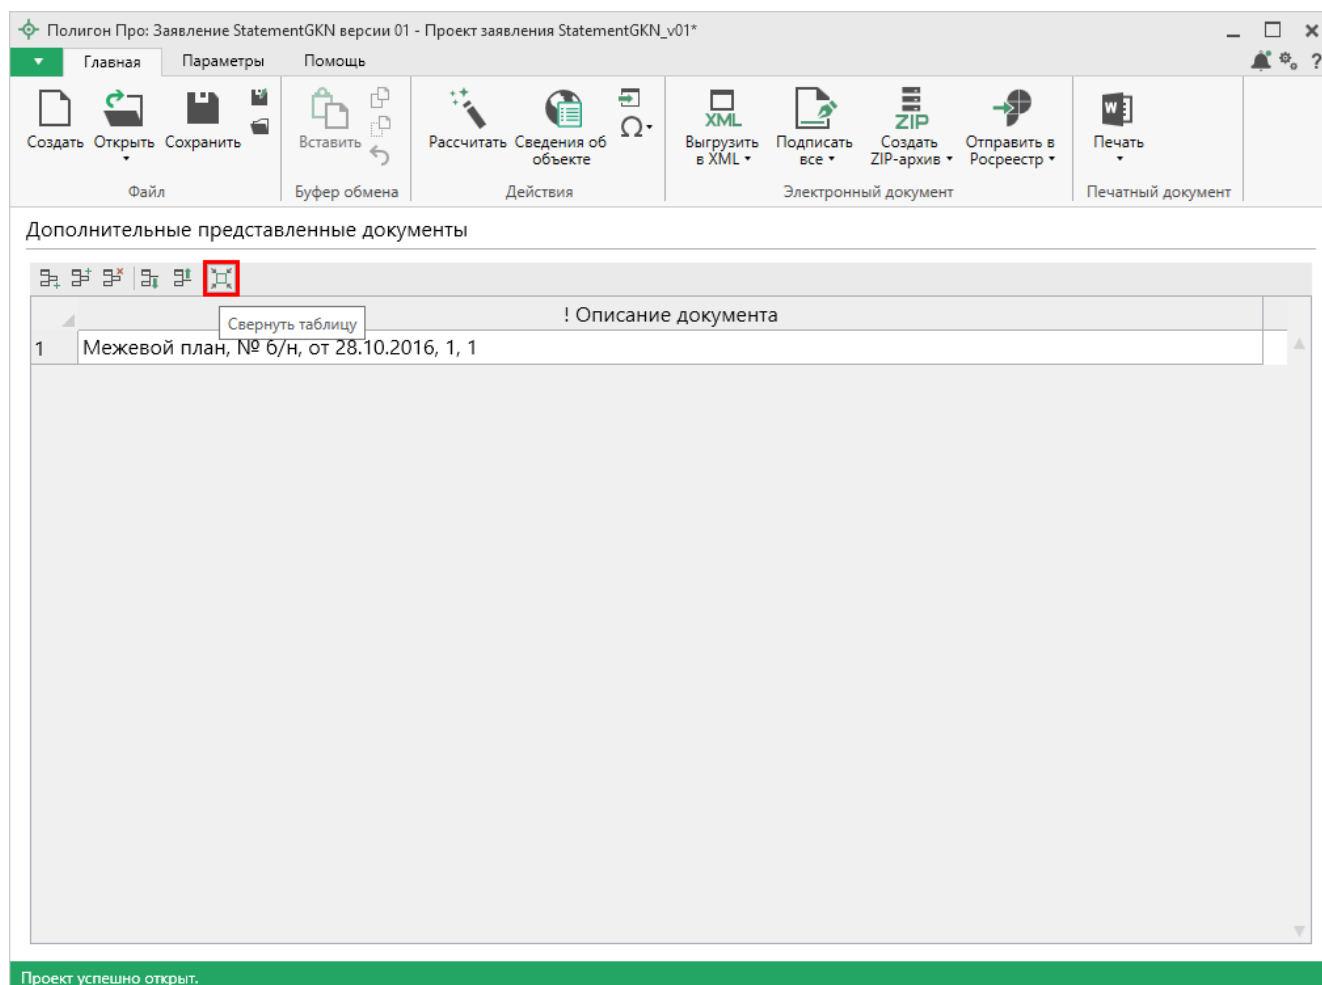 Полигон Про: Заявление StatementGKN версии 01 - Проект заявления StatementGKN_v01*
Главная Параметры Помощь
?
Создать Открыть Сохранить Вставить Рассчитать Сведения об объекте XML Выгрузить в XML Подписать все ZIP Создать ZIP-архив Отправить в Росреестр W Печать
Файл Буфер обмена Действия Электронный документ Печатный документ
Дополнительные представленные документы
Свернуть таблицу
! Описание документа
1 Межевой план, № б/н, от 28.10.2016, 1, 1
Проект успешно открыт.